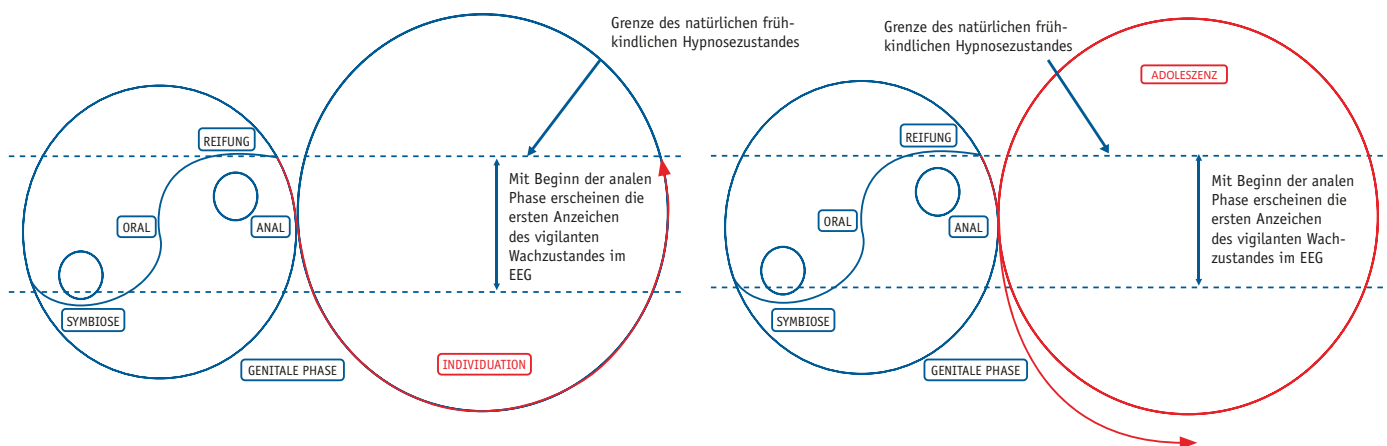 Grenze des natürlichen früh-
kindlichen Hypnosezustandes
REIFUNG
ORAL
ANAL
SYMBIOSE
GENITALE PHASE
Mit Beginn der analen
Phase erscheinen die
ersten Anzeichen
des vigilanten
Wachzustandes im
EEG
INDIVIDUATION
Grenze des natürlichen früh-
kindlichen Hypnosezustandes
ADOLESZENZ
REIFUNG
ORAL
ANAL
SYMBIOSE
GENITALE PHASE
Mit Beginn der analen
Phase erscheinen die
ersten Anzeichen
des vigilanten Wach-
zustandes im EEG